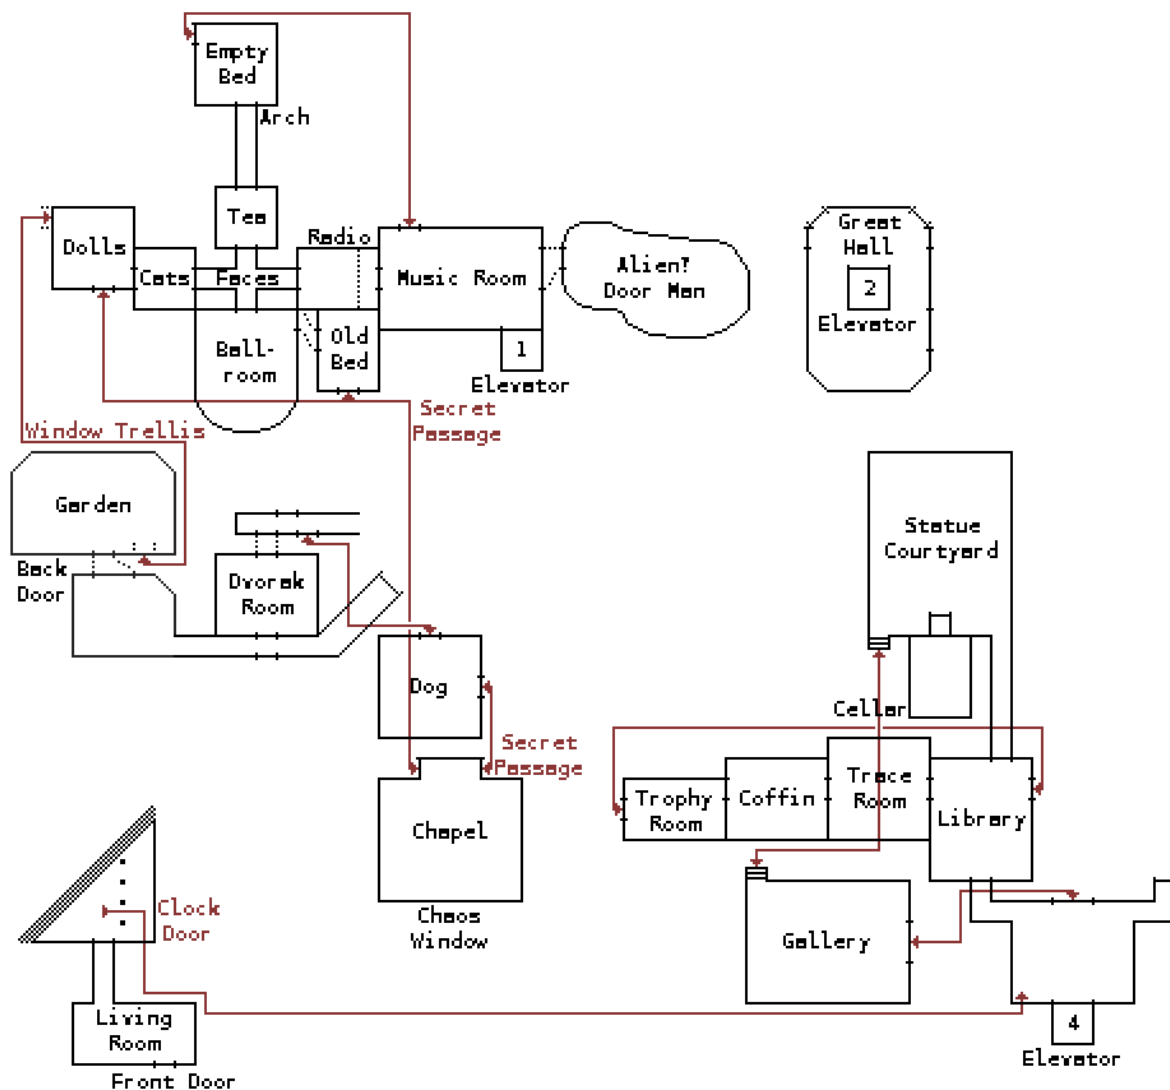 Empty
Bed
Arch
Tea
Radio
Dolls
Cats
Faces
Music Room
Alien?
Door Man
Great
Hall
2
Elevator
Ball-
room
Old
Bed
1
Elevator
Secret
Passage
Window Trellis
Garden
Back
Door
Dvorak
Room
Statue
Courtyard
Dog
Cellar
Secret
Passage
Trophy
Room
Coffin
Trace
Room
Library
Chapel
Chaos
Window
Clock
Door
Gallery
Living
Room
Front Door
4
Elevator